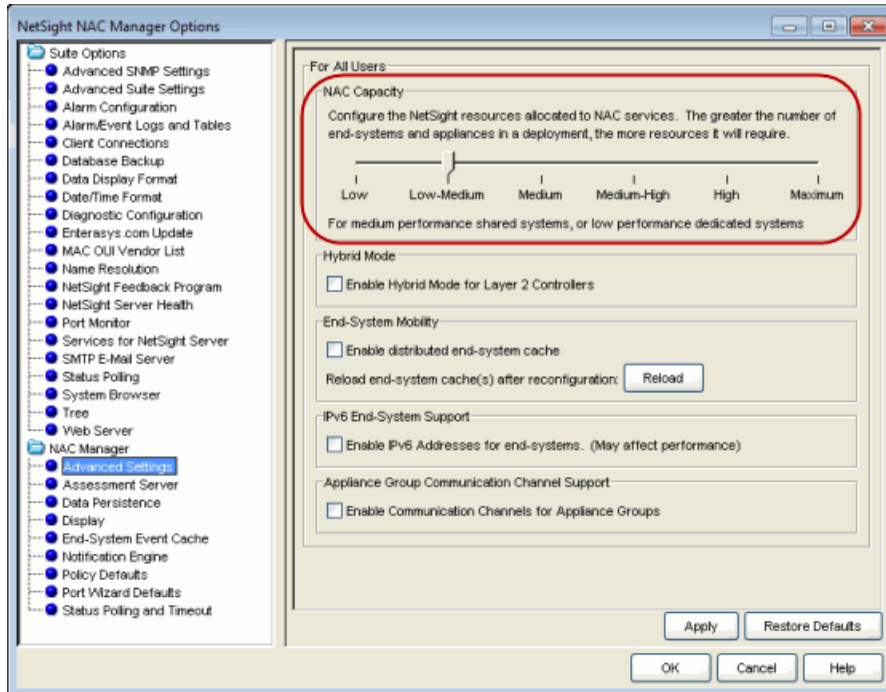 NetSight NAC Manager Options
Suite Options
Advanced SNMP Settings
Advanced Suite Settings
Alarm Configuration
Alarm/Event Logs and Tables
Client Connections
Database Backup
Data Display Format
Date/Time Format
Diagnostic Configuration
Enterasys.com Update
MAC OUI Vendor List
Name Resolution
NetSight Feedback Program
NetSight Server Health
Port Monitor
Services for NetSight Server
SMTP E-Mail Server
Status Polling
System Browser
Tree
Web Server
NAC Manager
Advanced Settings
Assessment Server
Data Persistence
Display
End-System Event Cache
Notification Engine
Policy Defaults
Port Wizard Defaults
Status Polling and Timeout
For All Users
NAC Capacity
Configure the NetSight resources allocated to NAC services. The greater the number of
end-systems and appliances in a deployment, the more resources it will require.
Low Low-Medium Medium Medium-High High Maximum
For medium performance shared systems, or low performance dedicated systems
Hybrid Mode
Enable Hybrid Mode for Layer 2 Controllers
End-System Mobility
Enable distributed end-system cache
Reload end-system cache(s) after reconfiguration: Reload
IPv6 End-System Support
Enable IPv6 Addresses for end-systems. (May affect performance)
Appliance Group Communication Channel Support
Enable Communication Channels for Appliance Groups
Apply Restore Defaults
OK Cancel Help